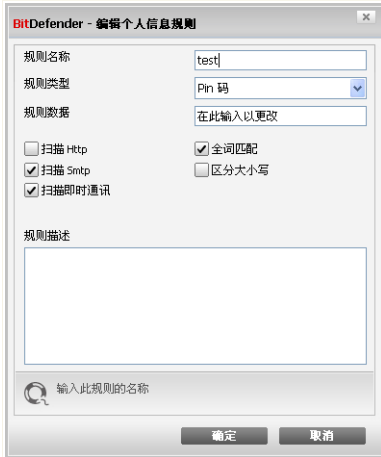 BitDefender - 编辑个人信息规则
规则名称 test
规则类型 Pin 码
规则数据 在此输入以更改
扫描 Http 全词匹配
扫描 Smtp 区分大小写
扫描即时通讯
规则描述
输入此规则的名称
确定 取消